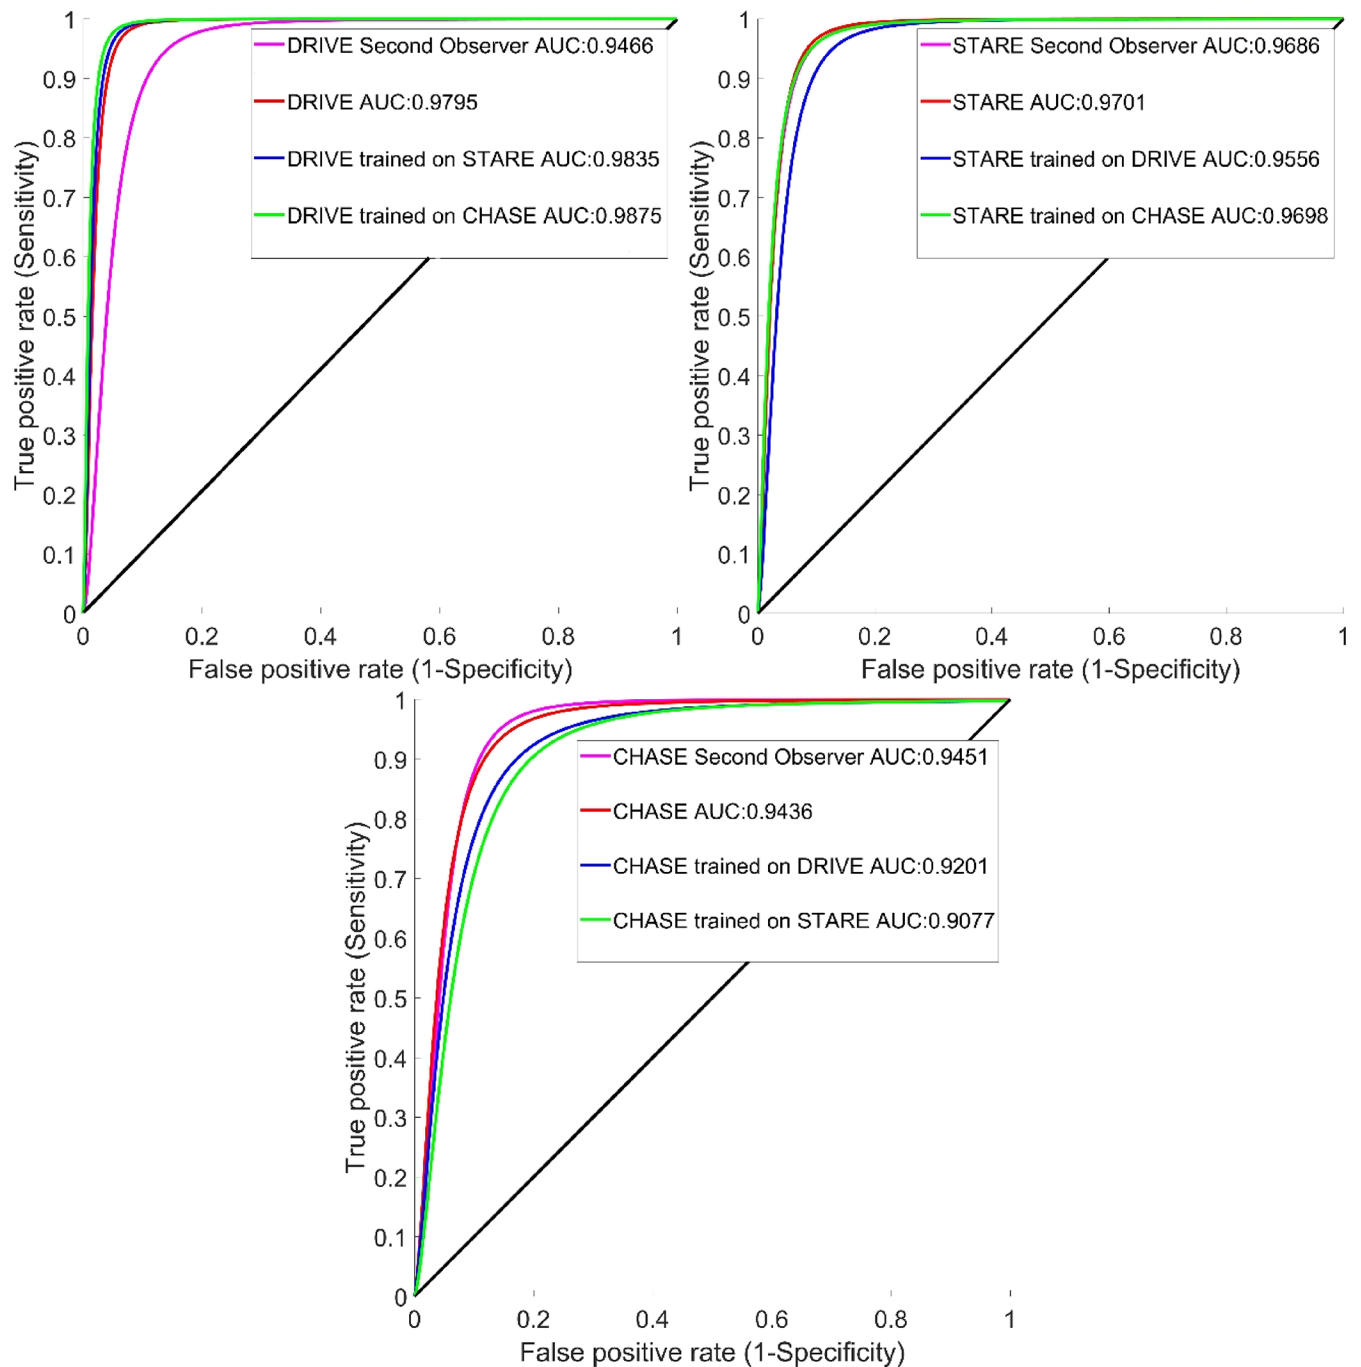 True positive rate (Sensitivity)
1
0.9
0.8
0.7
0.6
0.5
0.4
0.3
0.2
0.1
0
DRIVE Second Observer AUC:0.9466
DRIVE AUC:0.9795
DRIVE trained on STARE AUC:0.9835
DRIVE trained on CHASE AUC:0.9875
0 0.2 0.4 0.6 0.8 1
False positive rate (1-Specificity)
True positive rate (Sensitivity)
1
0.9
0.8
0.7
0.6
0.5
0.4
0.3
0.2
0.1
0
STARE Second Observer AUC:0.9686
STARE AUC:0.9701
STARE trained on DRIVE AUC:0.9556
STARE trained on CHASE AUC:0.9698
0 0.2 0.4 0.6 0.8 1
False positive rate (1-Specificity)
True positive rate (Sensitivity)
1
0.9
0.8
0.7
0.6
0.5
0.4
0.3
0.2
0.1
0
CHASE Second Observer AUC:0.9451
CHASE AUC:0.9436
CHASE trained on DRIVE AUC:0.9201
CHASE trained on STARE AUC:0.9077
0 0.2 0.4 0.6 0.8 1
False positive rate (1-Specificity)